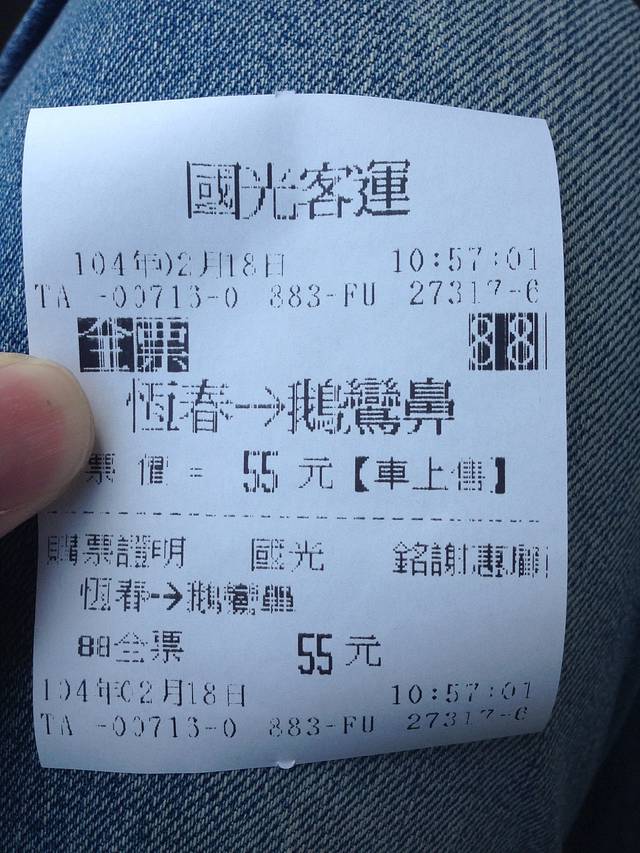 國光客運
104年02月18日 10:57:01
TA -00713-0 883-FU 27317-6
全票 88
恆春→鵝鑾鼻
票價= 55元【車上售】
購票證明 國光 銘謝惠顧
恆春→鵝鑾鼻
88全票 55元
104年02月18日 10:57:01
TA -00713-0 883-FU 27317-6